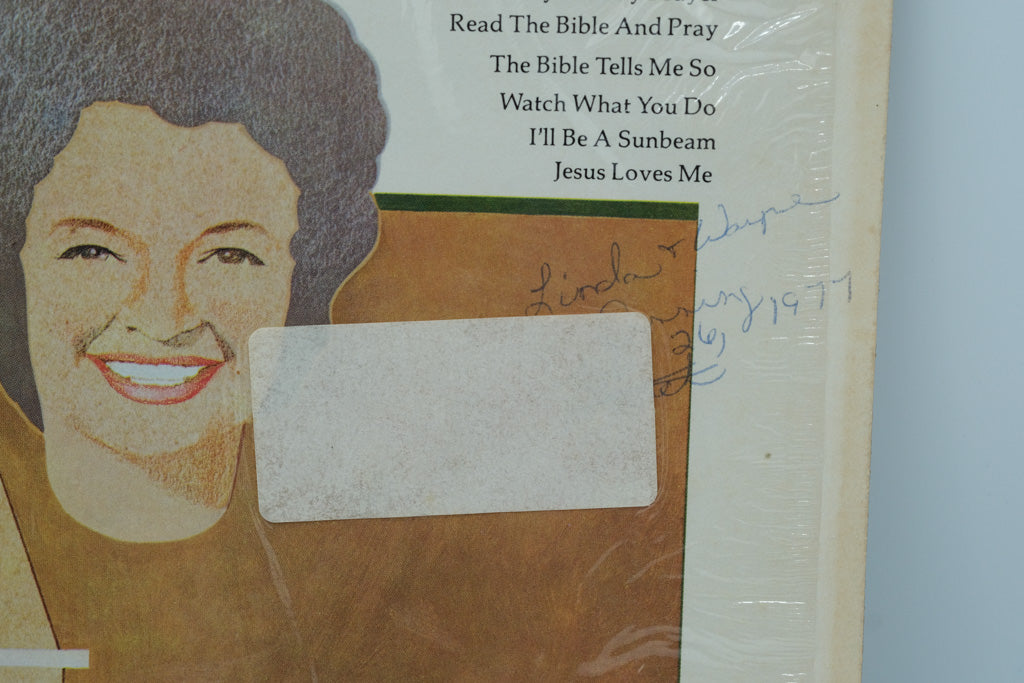 Read The Bible And Pray
The Bible Tells Me So
Watch What You Do
I'll Be A Sunbeam
Jesus Loves Me
Linda + Wayne
1977
26,